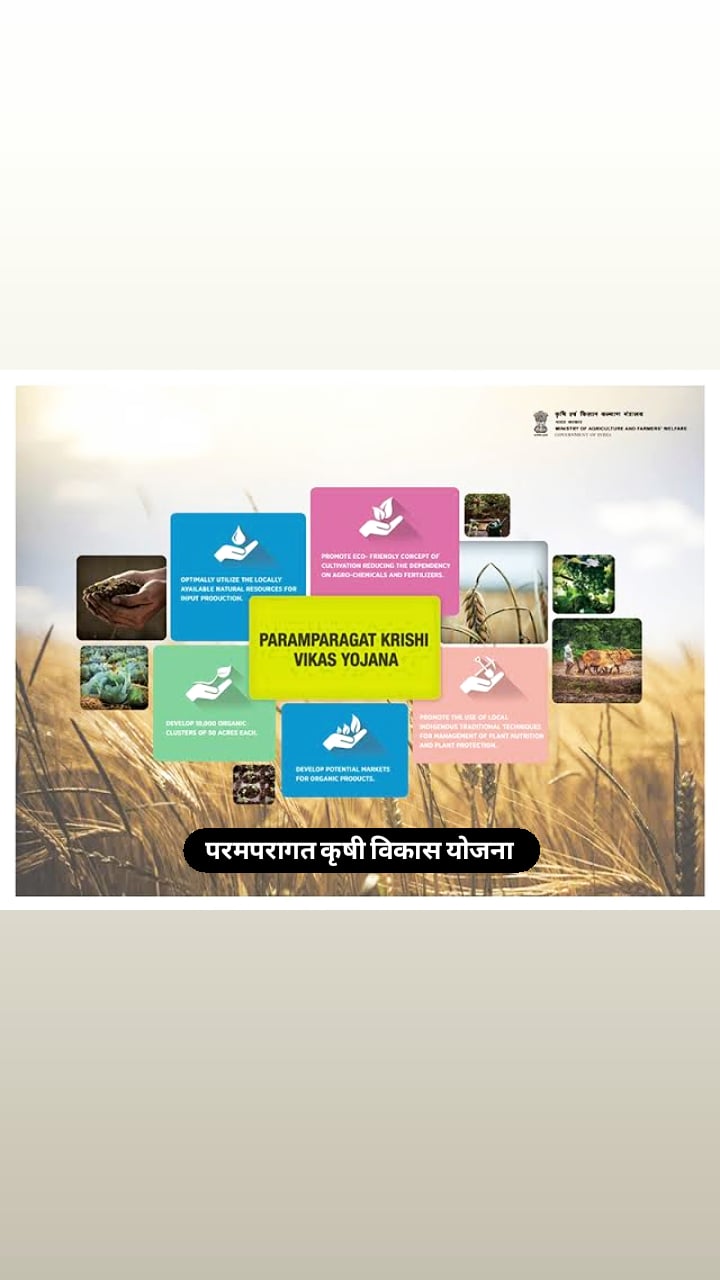 कृषि एवं किसान कल्याण मंत्रालय
भारत सरकार
MINISTRY OF AGRICULTURE AND FARMERS' WELFARE
GOVERNMENT OF INDIA
PROMOTE ECO- FRIENDLY CONCEPT OF
CULTIVATION REDUCING THE DEPENDENCY
ON AGRO-CHEMICALS AND FERTILIZERS.
OPTIMALLY UTILIZE THE LOCALLY
AVAILABLE NATURAL RESOURCES FOR
INPUT PRODUCTION.
PARAMPARAGAT KRISHI
VIKAS YOJANA
DEVELOP 10,000 ORGANIC
CLUSTERS OF 50 ACRES EACH.
PROMOTE THE USE OF LOCAL
INDIGENOUS TRADITIONAL TECHNIQUES
FOR MANAGEMENT OF PLANT NUTRITION
AND PLANT PROTECTION.
DEVELOP POTENTIAL MARKETS
FOR ORGANIC PRODUCTS.
परमपरागत कृषी विकास योजना